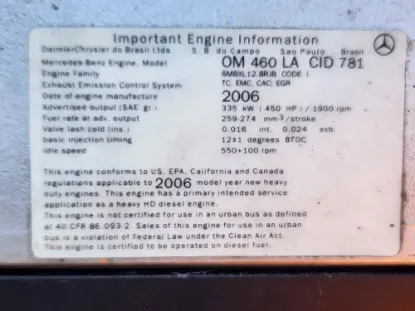 Important Engine Information
DaimlerChrysler do Brasil Ltda. S. B. do Campo Sao Paulo Brasil
Mercedes-Benz Engine, Model OM 460 LA CID 781
Engine Family 6MBXL12.8RJB CODE 1
Exhaust Emission Control System TC, EMC, CAC, EGR
Date of engine manufacture 2006
Advertised output (SAE gr.) 335 kW (450 HP) / 1900 rpm
Fuel rate at adv. output 259-274 mm³/stroke
Valve lash cold (ins.) 0.016 int. 0.024 exh.
basic injection timing 12±1 degrees BTDC
Idle speed 550+100 rpm
This engine conforms to U.S. EPA, California and Canada
regulations applicable to 2006 model year new heavy
duty engines. This engine has a primary intended service
application as a heavy HD diesel engine.
This engine is not certified for use in an urban bus as defined
at 40 CFR 86.093-2. Sales of this engine for use in an urban
bus is a violation of Federal Law under the Clean Air Act.
This engine is certified to be operated on diesel fuel.